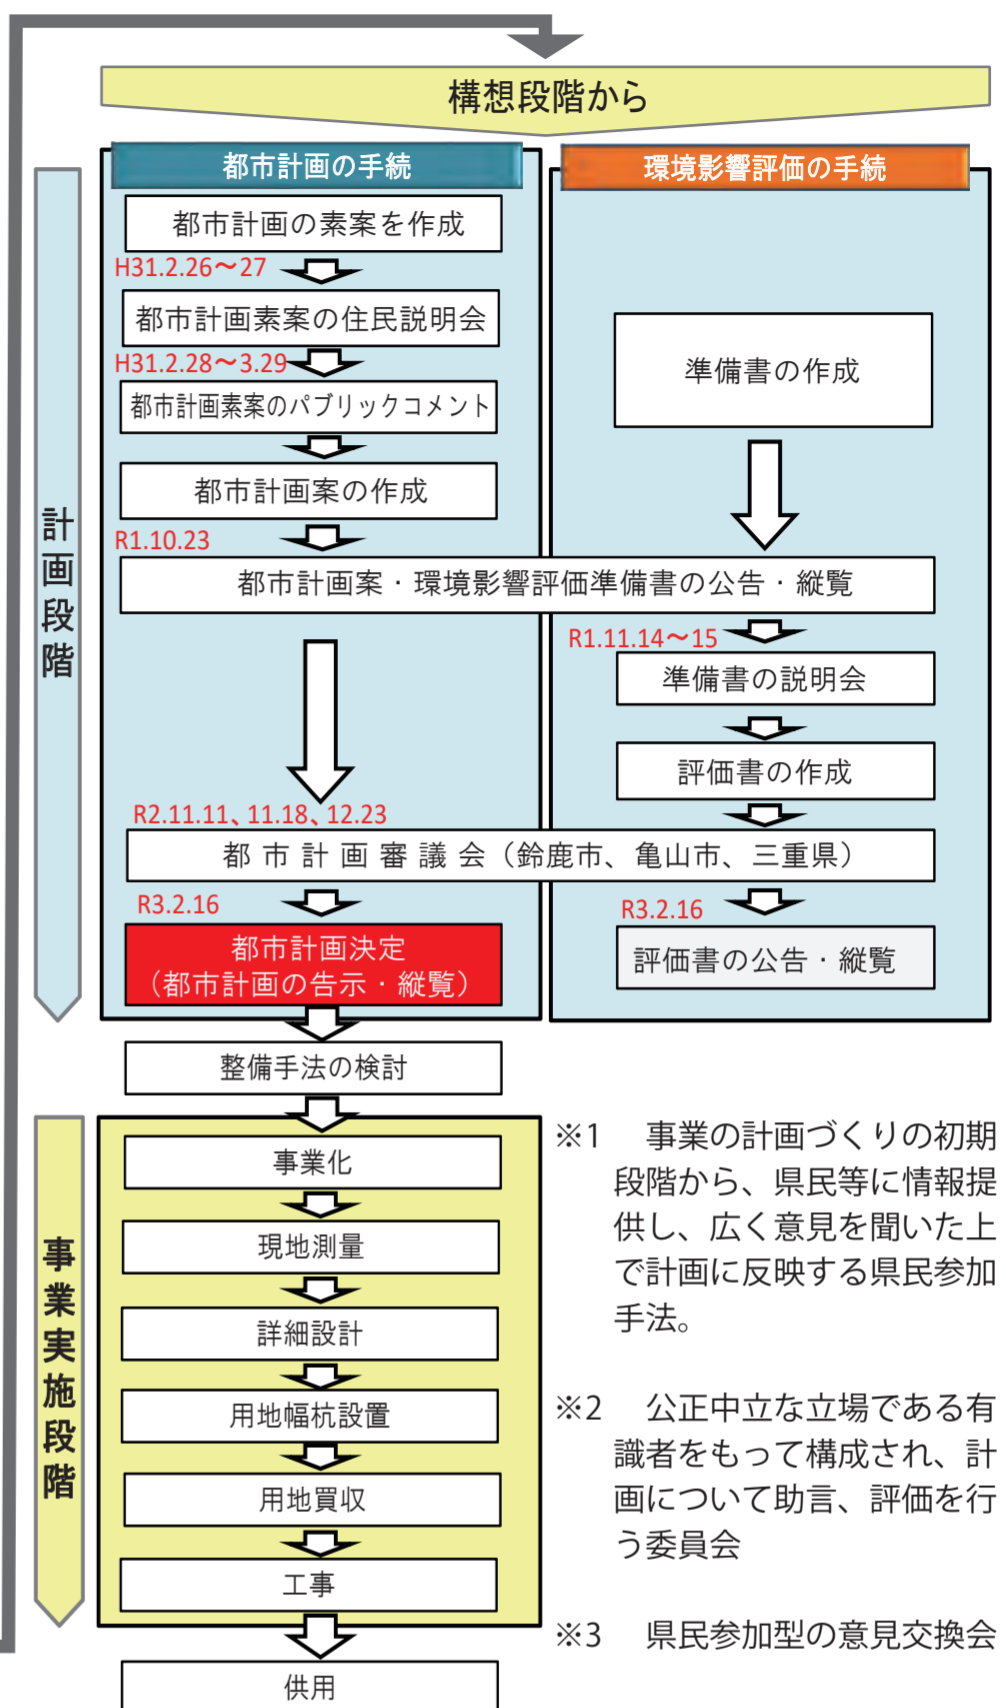 構想段階から
計画段階
都市計画の手続
都市計画の素案を作成
H31.2.26～27
都市計画素案の住民説明会
H31.2.28～3.29
都市計画素案のパブリックコメント
都市計画案の作成
R1.10.23
環境影響評価の手続
準備書の作成
都市計画案・環境影響評価準備書の公告・縦覧
R1.11.14～15
準備書の説明会
評価書の作成
R2.11.11、11.18、12.23
都市計画審議会（鈴鹿市、亀山市、三重県）
R3.2.16
都市計画決定
（都市計画の告示・縦覧）
R3.2.16
評価書の公告・縦覧
整備手法の検討
事業実施段階
事業化
現地測量
詳細設計
用地幅杭設置
用地買収
工事
供用
※1 事業の計画づくりの初期
段階から、県民等に情報提
供し、広く意見を聞いた上
で計画に反映する県民参加
手法。
※2 公正中立な立場である有
識者をもって構成され、計
画について助言、評価を行
う委員会
※3 県民参加型の意見交換会